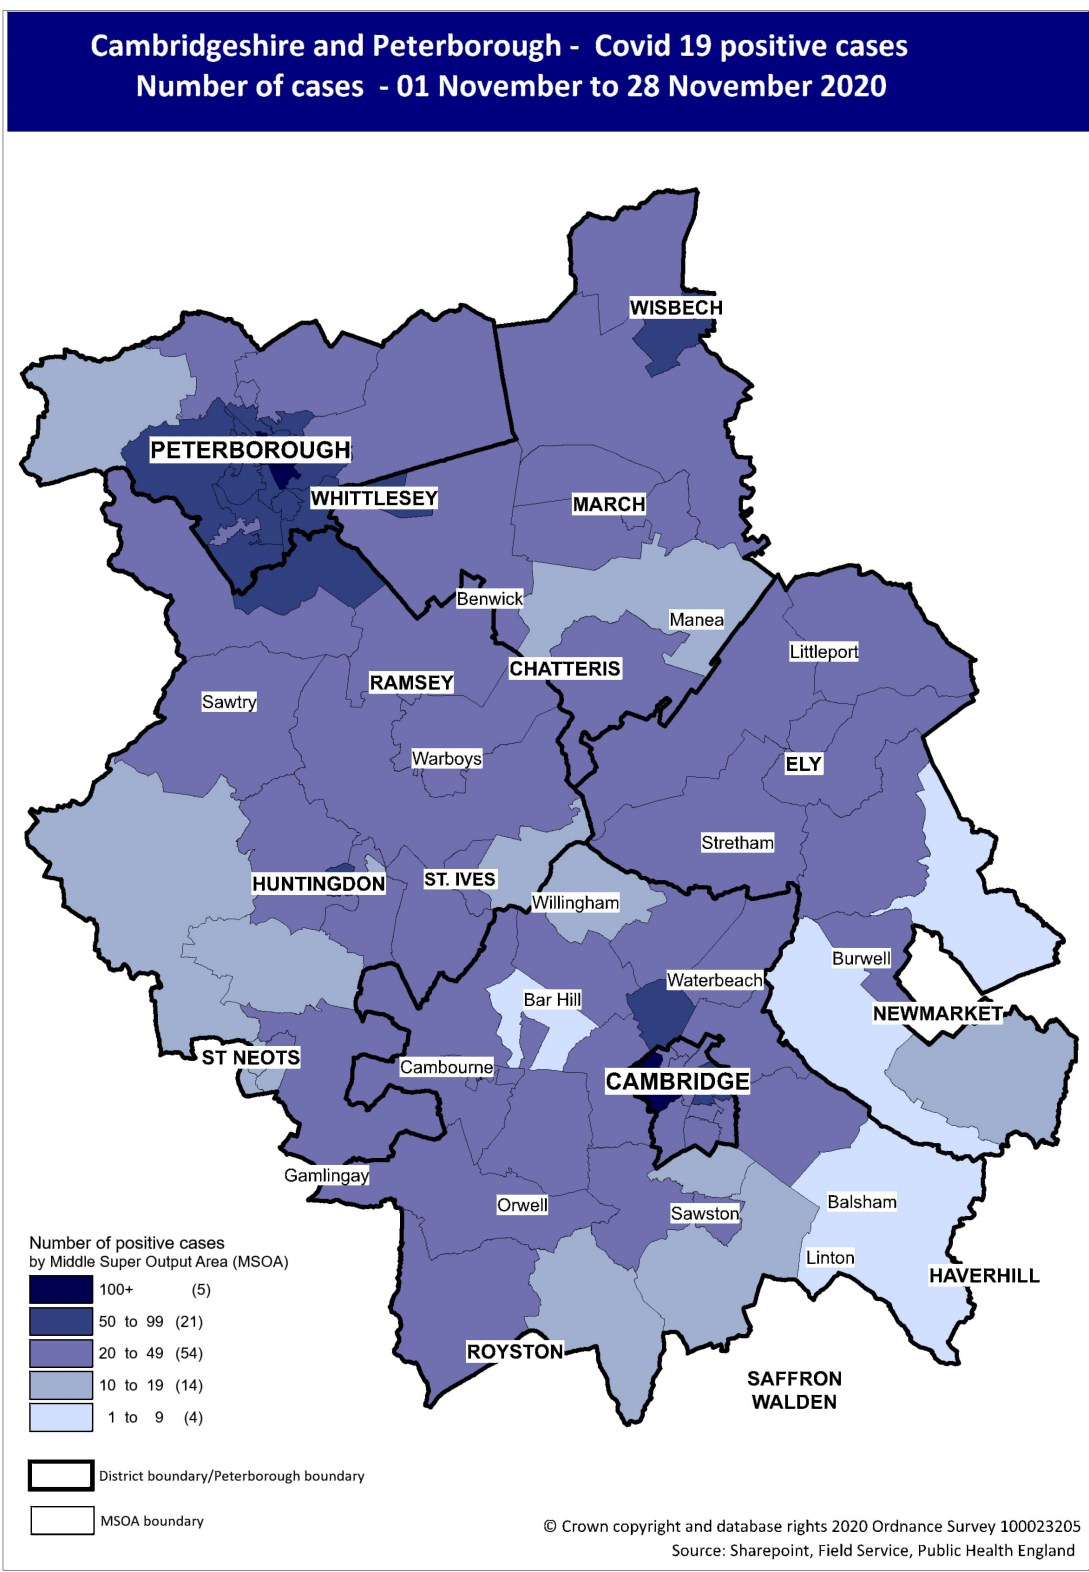 Cambridgeshire and Peterborough - Covid 19 positive cases
Number of cases - 01 November to 28 November 2020
WISBECH
PETERBOROUGH
WHITTLESEY
MARCH
Benwick
Manea
Littleport
CHATTERIS
RAMSEY
Sawtry
Warboys
ELY
Stretham
HUNTINGDON
ST. IVES
Willingham
Burwell
Waterbeach
Bar Hill
NEWMARKET
ST NEOTS
Cambourne
CAMBRIDGE
Gamlingay
Orwell
Sawston
Balsham
Linton
HAVERHILL
ROYSTON
SAFFRON
WALDEN
Number of positive cases
by Middle Super Output Area (MSOA)
100+ (5)
50 to 99 (21)
20 to 49 (54)
10 to 19 (14)
1 to 9 (4)
District boundary/Peterborough boundary
MSOA boundary
© Crown copyright and database rights 2020 Ordnance Survey 100023205
Source: Sharepoint, Field Service, Public Health England